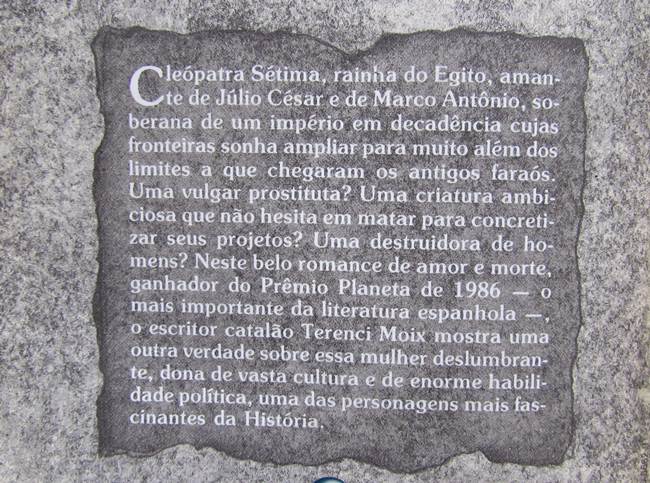 Cleópatra Sétima, rainha do Egito, aman-
te de Júlio César e de Marco Antônio, so-
berana de um império em decadência cujas
fronteiras sonha ampliar para muito além dos
limites a que chegaram os antigos faraós.
Uma vulgar prostituta? Uma criatura ambi-
ciosa que não hesita em matar para concreti-
zar seus projetos? Uma destruidora de ho-
mens? Neste belo romance de amor e morte,
ganhador do Prêmio Planeta de 1986 — o
mais importante da literatura espanhola —,
o escritor catalão Terenci Moix mostra uma
outra verdade sobre essa mulher deslumbran-
te, dona de vasta cultura e de enorme habili-
dade política, uma das personagens mais fas-
cinantes da História.